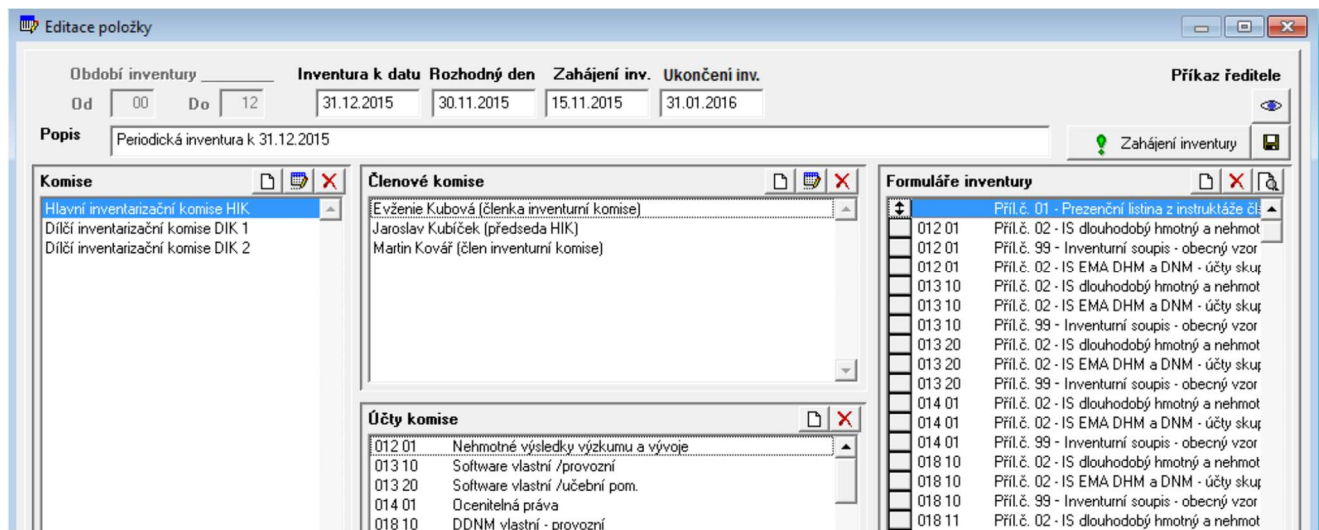 Editace položky
Období inventury
Inventura k datu Rozhodný den Zahájení inv. Ukončení inv.
Příkaz ředitele
Od 00 Do 12 31.12.2015 30.11.2015 15.11.2015 31.01.2016
Popis Periodická inventura k 31.12.2015
Zahájení inventury
Komise
Hlavní inventarizační komise HIK
Dílčí inventarizační komise DIK 1
Dílčí inventarizační komise DIK 2
Členové komise
Evženie Kubová (členka inventurní komise)
Jaroslav Kubíček (předseda HIK)
Martin Kovář (člen inventurní komise)
Účty komise
012 01 Nehmotné výsledky výzkumu a vývoje
013 10 Software vlastní /provozní
013 20 Software vlastní /učební pom.
014 01 Ocenitelná práva
018 10 DDNM vlastní - provozní
Formuláře inventury
Příl.č. 01 - Prezenční listina z instruktáže čl
012 01 Příl.č. 02 - IS dlouhodobý hmotný a nehmot
012 01 Příl.č. 99 - Inventurní soupis - obecný vzor
012 01 Příl.č. 02 - IS EMA DHM a DNM - účty skup
013 10 Příl.č. 02 - IS dlouhodobý hmotný a nehmot
013 10 Příl.č. 02 - IS EMA DHM a DNM - účty skup
013 10 Příl.č. 99 - Inventurní soupis - obecný vzor
013 20 Příl.č. 02 - IS dlouhodobý hmotný a nehmot
013 20 Příl.č. 02 - IS EMA DHM a DNM - účty skup
013 20 Příl.č. 99 - Inventurní soupis - obecný vzor
014 01 Příl.č. 02 - IS dlouhodobý hmotný a nehmot
014 01 Příl.č. 02 - IS EMA DHM a DNM - účty skup
014 01 Příl.č. 99 - Inventurní soupis - obecný vzor
018 10 Příl.č. 02 - IS dlouhodobý hmotný a nehmot
018 10 Příl.č. 02 - IS EMA DHM a DNM - účty skup
018 10 Příl.č. 99 - Inventurní soupis - obecný vzor
018 11 Příl.č. 02 - IS dlouhodobý hmotný a nehmot